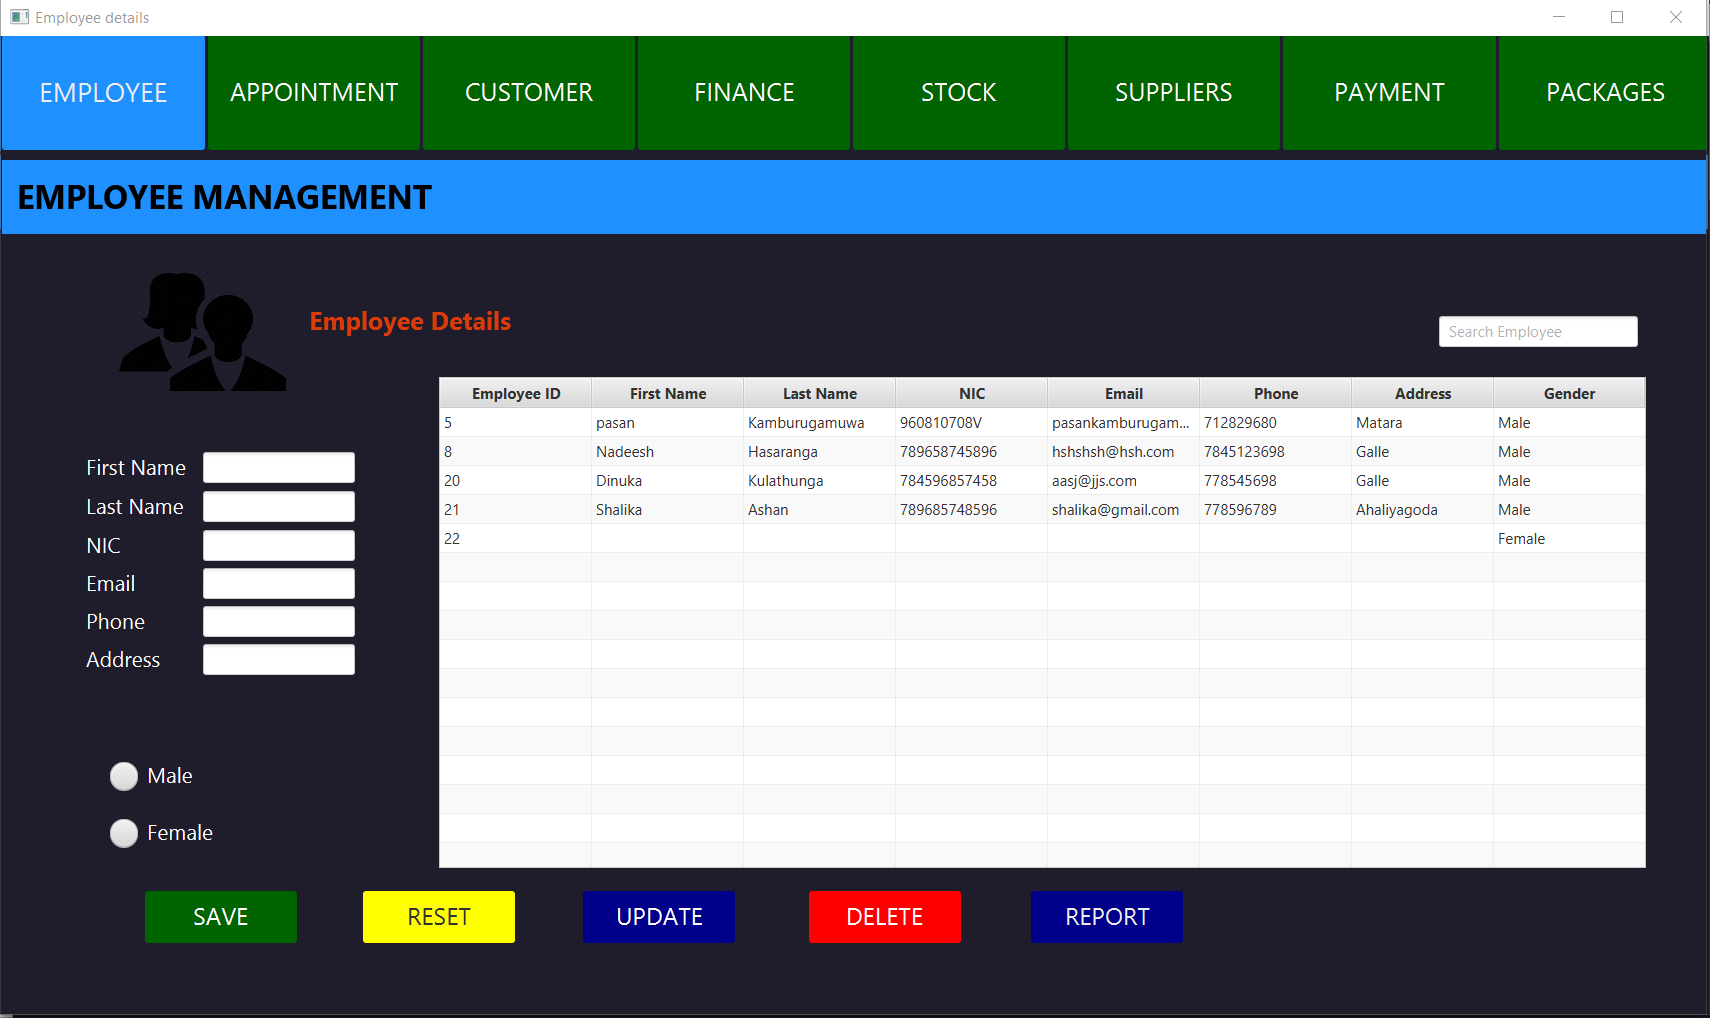 Employee details
EMPLOYEE APPOINTMENT CUSTOMER FINANCE STOCK SUPPLIERS PAYMENT PACKAGES
EMPLOYEE MANAGEMENT
Employee Details
Search Employee
Employee ID First Name Last Name NIC Email Phone Address Gender
5 pasan Kamburugamuwa 960810708V pasankamburugam... 712829680 Matara Male
8 Nadeesh Hasaranga 789658745896 hshshsh@hsh.com 7845123698 Galle Male
20 Dinuka Kulathunga 784596857458 aasj@jjs.com 778545698 Galle Male
21 Shalika Ashan 789685748596 shalika@gmail.com 778596789 Ahaliyagoda Male
22 Female
First Name
Last Name
NIC
Email
Phone
Address
Male
Female
SAVE RESET UPDATE DELETE REPORT